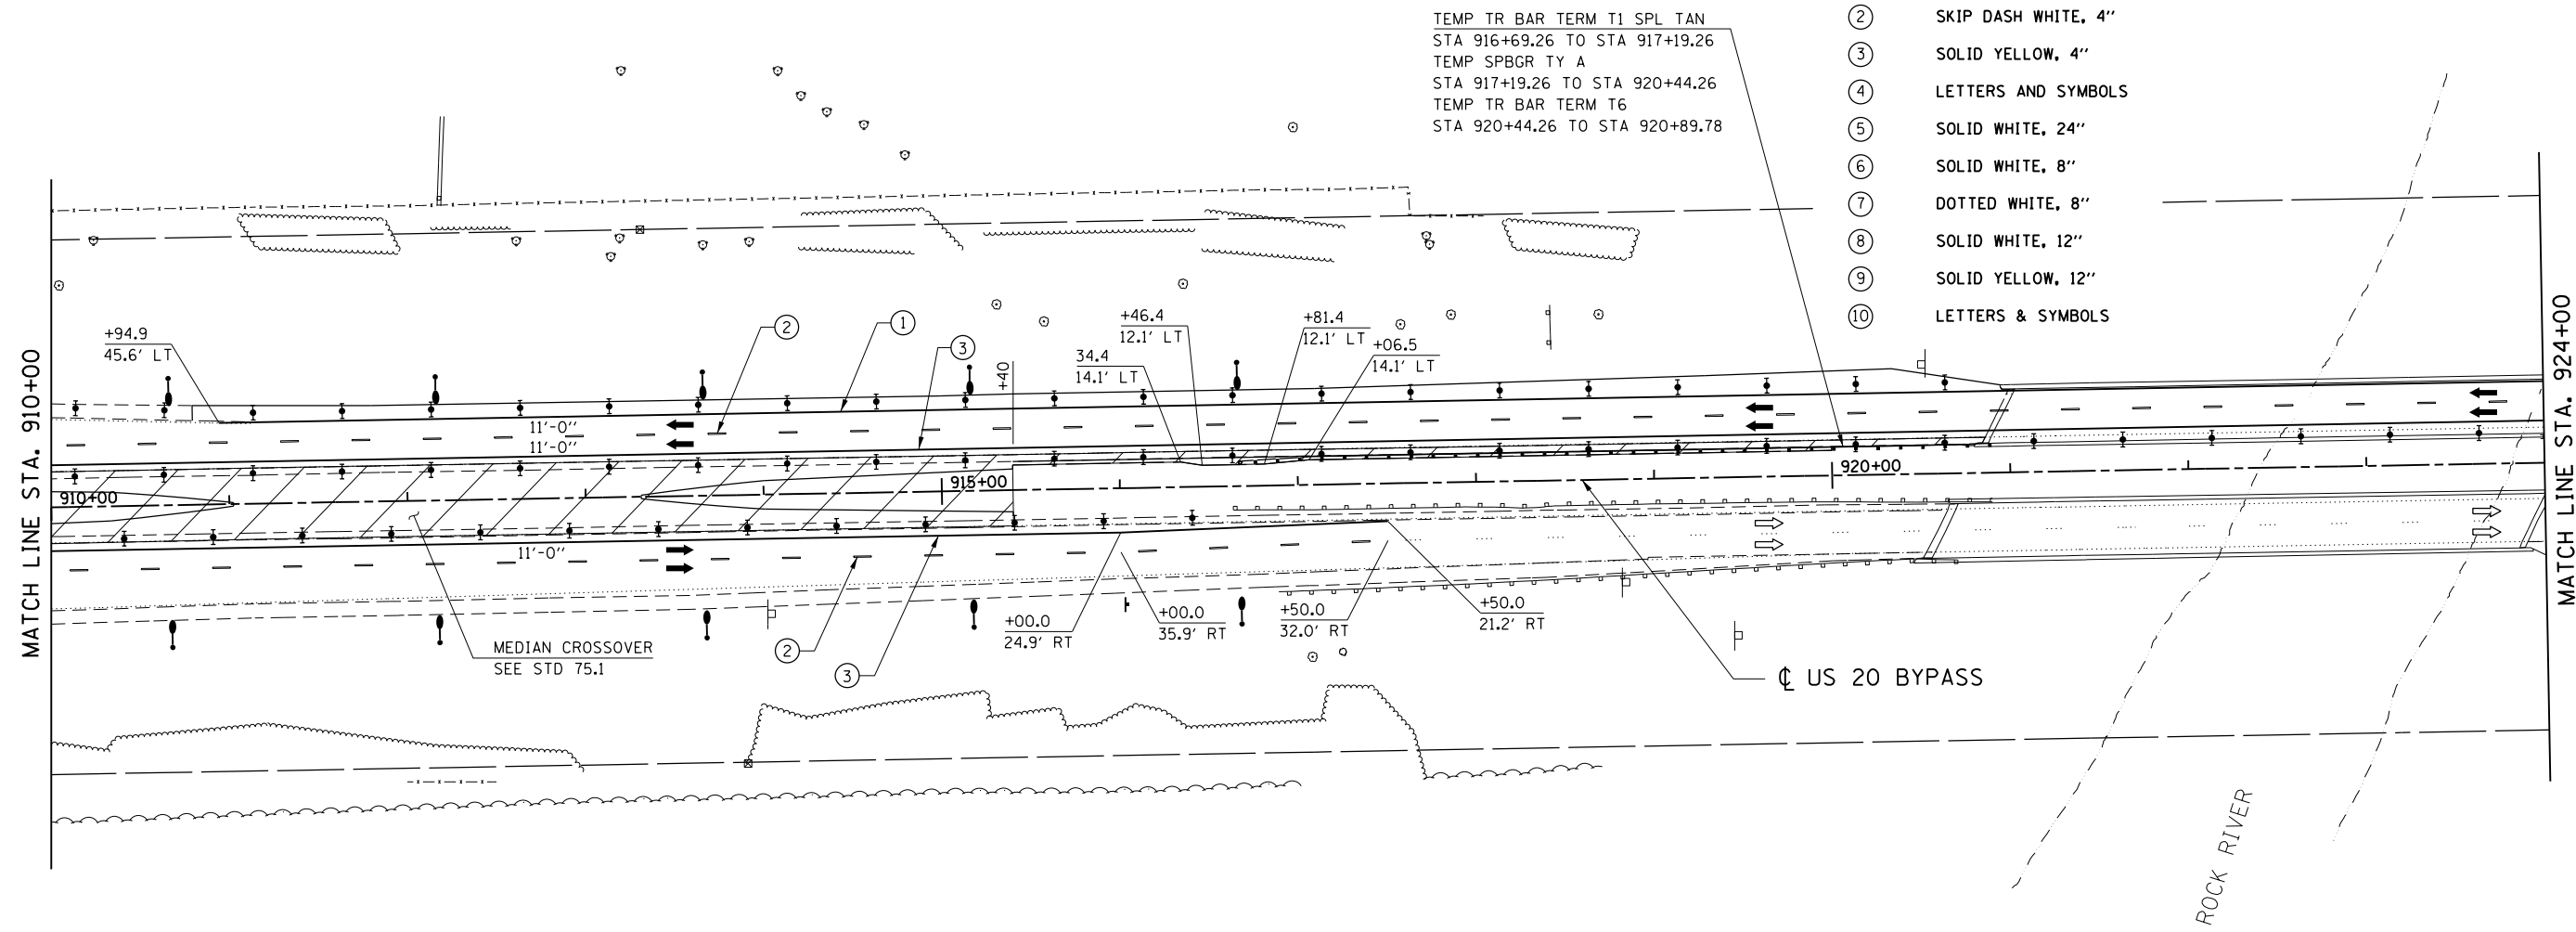 TEMP TR BAR TERM T1 SPL TAN
STA 916+69.26 TO STA 917+19.26
TEMP SPBGR TY A
STA 917+19.26 TO STA 920+44.26
TEMP TR BAR TERM T6
STA 920+44.26 TO STA 920+89.78
2 SKIP DASH WHITE, 4''
3 SOLID YELLOW, 4''
4 LETTERS AND SYMBOLS
5 SOLID WHITE, 24''
6 SOLID WHITE, 8''
7 DOTTED WHITE, 8''
8 SOLID WHITE, 12''
9 SOLID YELLOW, 12''
10 LETTERS & SYMBOLS
MATCH LINE STA. 910+00
+94.9
45.6' LT
2
1
3
+40
34.4
14.1' LT
+46.4
12.1' LT
+81.4
12.1' LT
+06.5
14.1' LT
11'-0''
11'-0''
910+00
915+00
920+00
11'-0''
MEDIAN CROSSOVER
SEE STD 75.1
2
3
+00.0
24.9' RT
+00.0
35.9' RT
+50.0
32.0' RT
+50.0
21.2' RT
℄ US 20 BYPASS
ROCK RIVER
MATCH LINE STA. 924+00